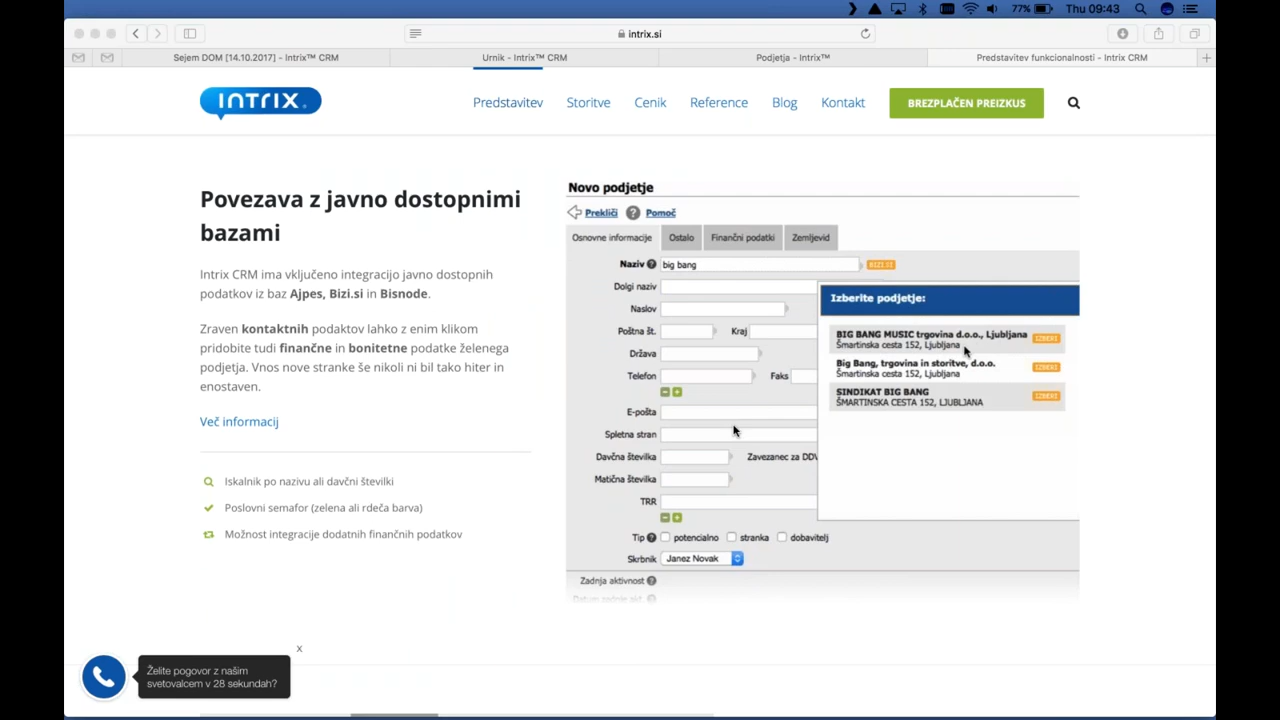 77%
Thu 09:43
intrix.si
Sejem DOM [14.10.2017] - Intrix™ CRM
Urnik - Intrix™ CRM
Podjetja - Intrix™
Predstavitev funkcionalnosti - Intrix CRM
INTRIX
Predstavitev
Storitve
Cenik
Reference
Blog
Kontakt
BREZPLAČEN PREIZKUS
Povezava z javno dostopnimi
bazami
Intrix CRM ima vključeno integracijo javno dostopnih
podatkov iz baz Ajpes, Bizi.si in Bisnode.
Zraven kontaktnih podaktov lahko z enim klikom
pridobite tudi finančne in bonitetne podatke želenega
podjetja. Vnos nove stranke še nikoli ni bil tako hiter in
enostaven.
Več informacij
Iskalnik po nazivu ali davčni številki
Poslovni semafor (zelena ali rdeča barva)
Možnost integracije dodatnih finančnih podatkov
Novo podjetje
Prekliči
? Pomoč
Osnovne informacije
Ostalo
Finančni podatki
Zemljevid
Naziv ? big bang
BIZI.SI
Dolgi naziv
Naslov
Poštna št.
Kraj
Država
Telefon
Faks
E-pošta
Spletna stran
Davčna številka
Zavezanec za DDV
Matična številka
TRR
Tip ? potencialno stranka dobavitelj
Skrbnik Janez Novak
Zadnja aktivnost ?
Izberite podjetje:
BIG BANG MUSIC trgovina d.o.o., Ljubljana
Šmartinska cesta 152, Ljubljana
IZBERI
Big Bang, trgovina in storitve, d.o.o.
Šmartinska cesta 152, Ljubljana
IZBERI
SINDIKAT BIG BANG
ŠMARTINSKA CESTA 152, LJUBLJANA
IZBERI
x
Želite pogovor z našim
svetovalcem v 28 sekundah?